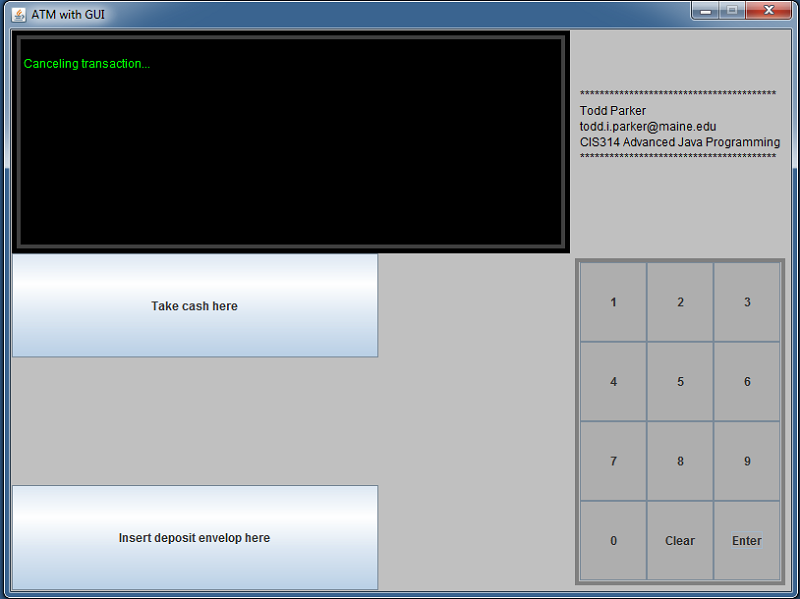 ATM with GUI
Canceling transaction...
****************************************
Todd Parker
todd.i.parker@maine.edu
CIS314 Advanced Java Programming
****************************************
Take cash here
Insert deposit envelop here
1 2 3
4 5 6
7 8 9
0 Clear Enter